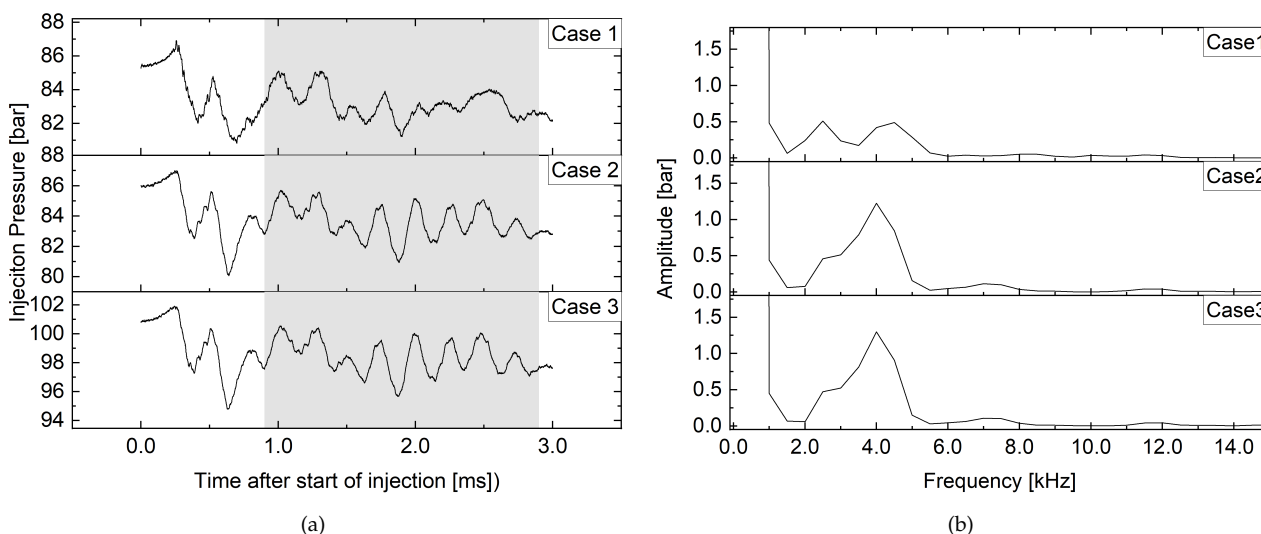 88
86
84
82
88
86
84
82
80
102
100
98
96
94
Case 1
Case 2
Case 3
Injeciton Pressure [bar]
0.0 1.0 2.0 3.0
Time after start of injection [ms])
(a)
1.5
1.0
0.5
0.0
1.5
1.0
0.5
0.0
1.5
1.0
0.5
0.0
Case1
Case2
Case3
Amplitude [bar]
0.0 2.0 4.0 6.0 8.0 10.0 12.0 14.0
Frequency [kHz]
(b)